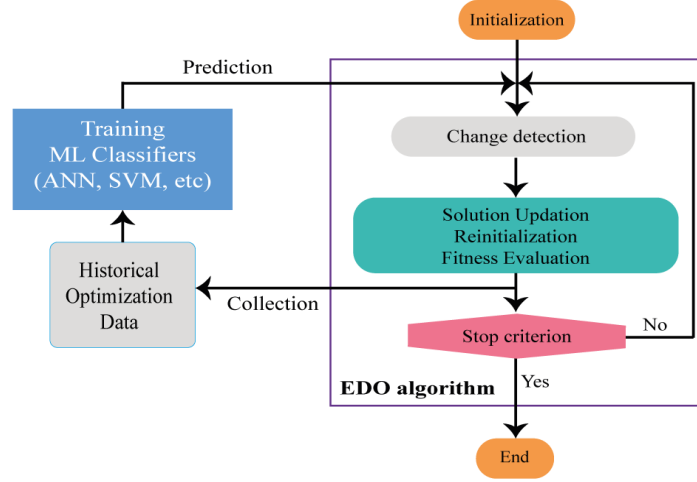 Initialization
Prediction
Training
ML Classifiers
(ANN, SVM, etc)
Change detection
Solution Updation
Reinitialization
Fitness Evaluation
Historical
Optimization
Data
Collection
Stop criterion
No
Yes
EDO algorithm
End